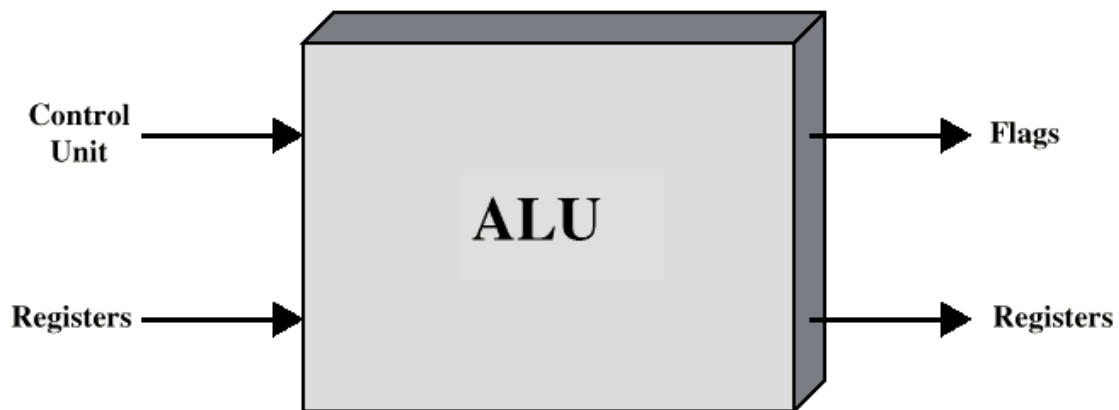 Control
Unit
Flags
ALU
Registers
Registers